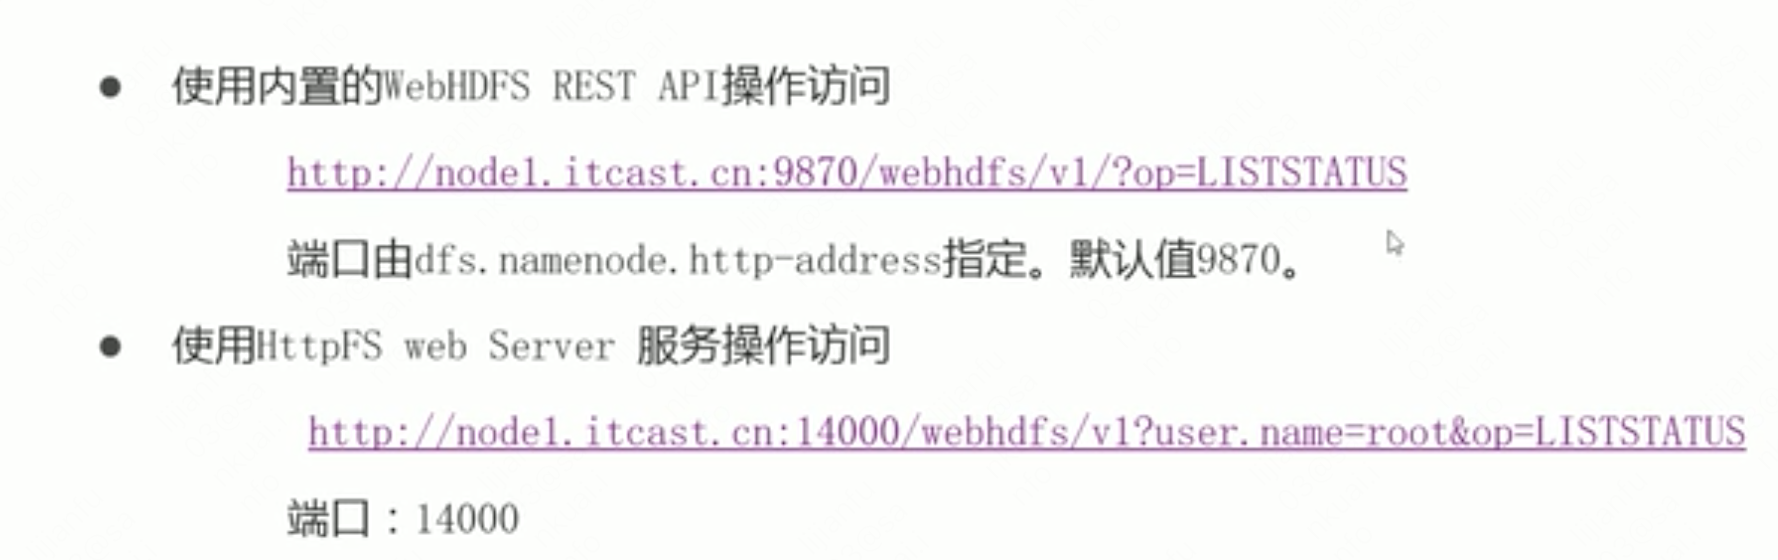 ● 使用内置的WebHDFS REST API操作访问
http://node1.itcast.cn:9870/webhdfs/v1/?op=LISTSTATUS
端口由dfs.namenode.http-address指定。默认值9870。
● 使用HttpFS web Server 服务操作访问
http://node1.itcast.cn:14000/webhdfs/v1?user.name=root&op=LISTSTATUS
端口：14000